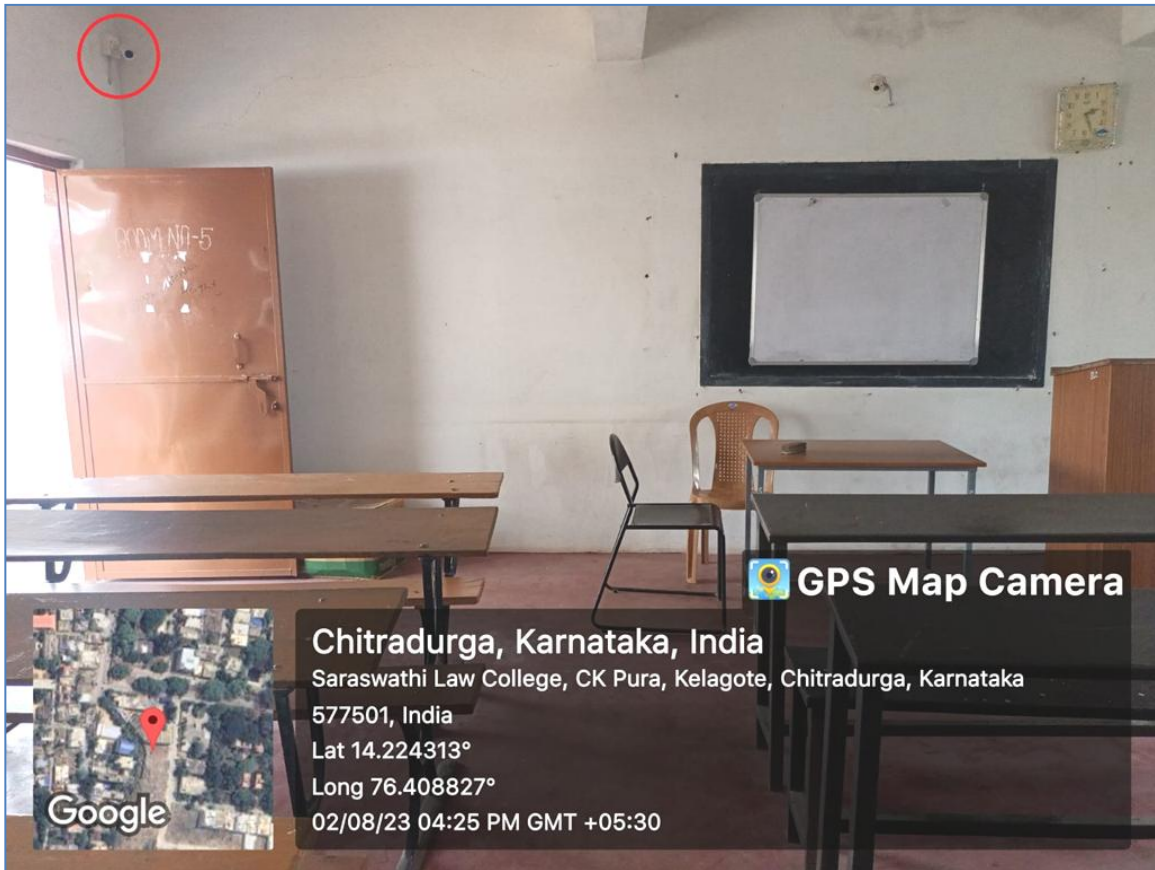 ROOM NO-5
GPS Map Camera
Chitradurga, Karnataka, India
Saraswathi Law College, CK Pura, Kelagote, Chitradurga, Karnataka
577501, India
Lat 14.224313°
Long 76.408827°
02/08/23 04:25 PM GMT +05:30
Google